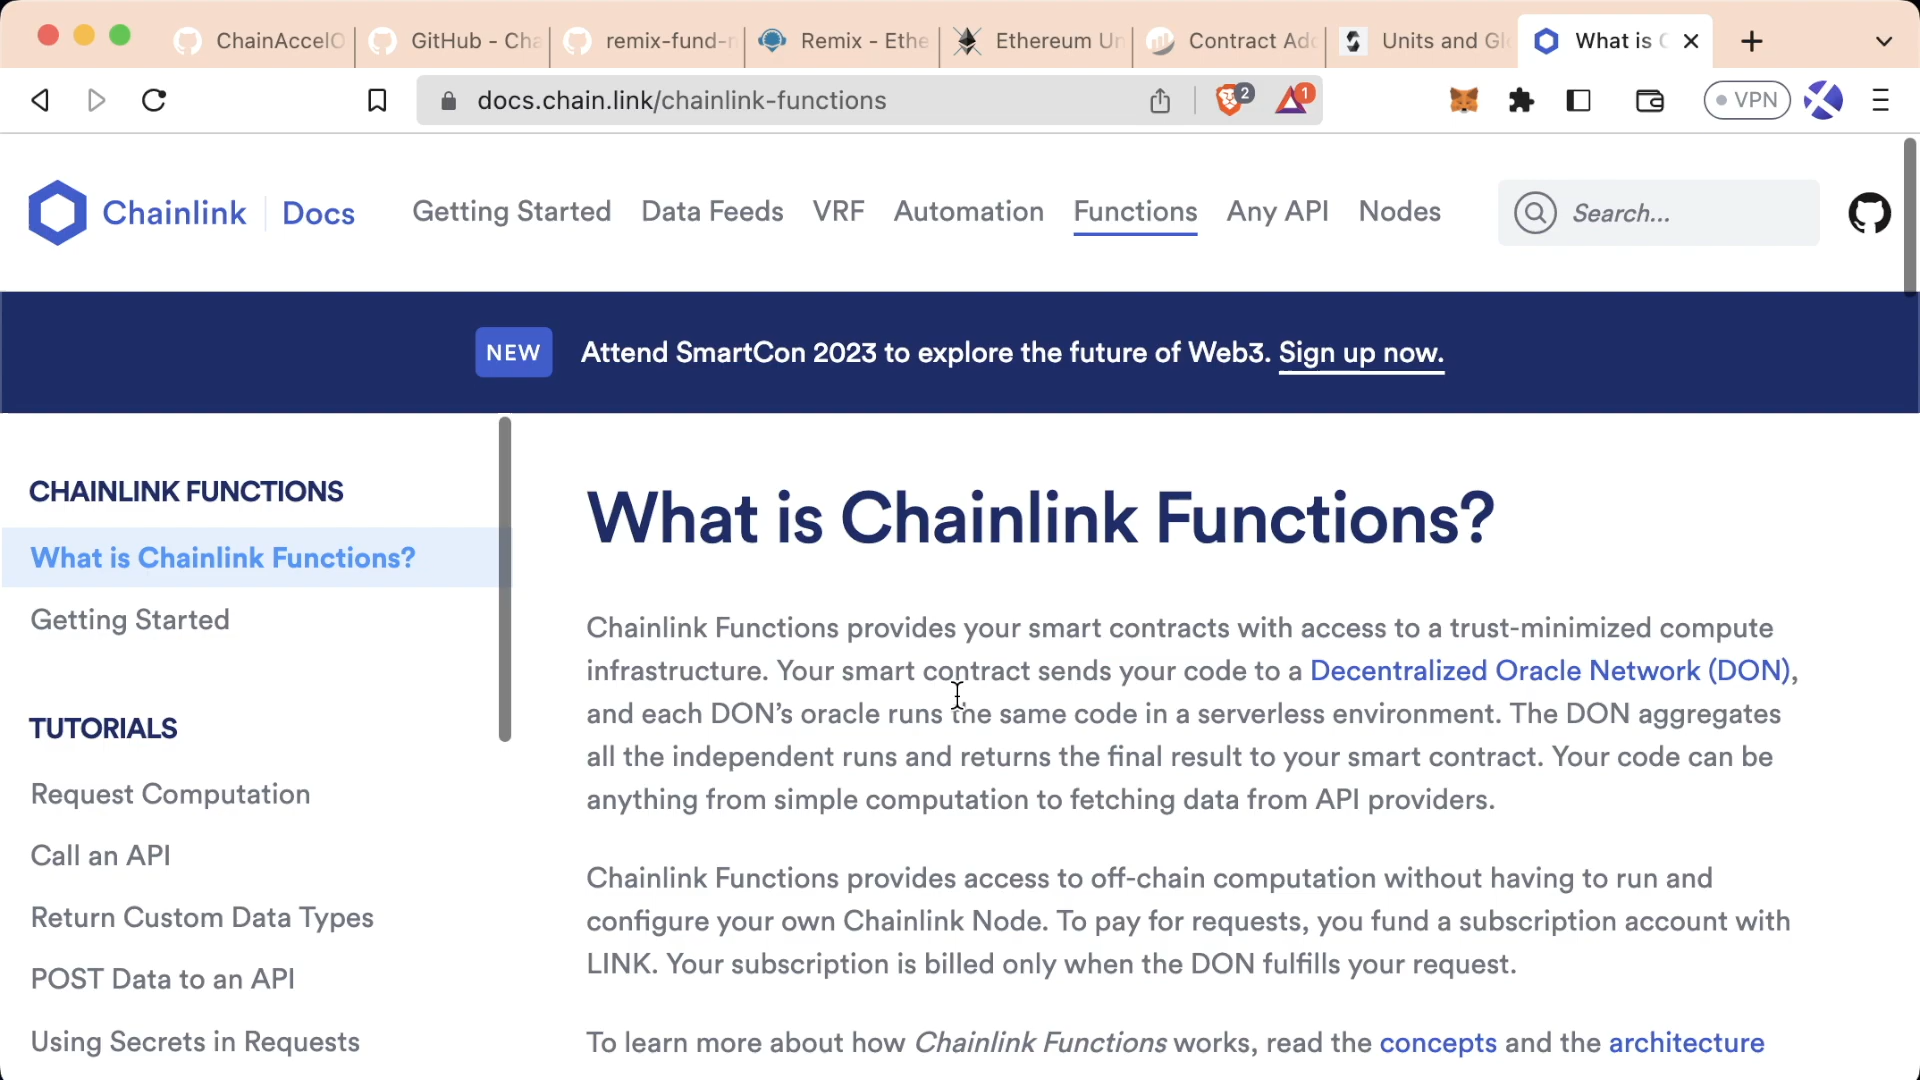 ChainAccelO
GitHub - Cha
remix-fund-n
Remix - Ethe
Ethereum Un
Contract Add
Units and Glo
What is C
docs.chain.link/chainlink-functions
2
1
VPN
Chainlink Docs
Getting Started
Data Feeds
VRF
Automation
Functions
Any API
Nodes
Search...
NEW
Attend SmartCon 2023 to explore the future of Web3. Sign up now.
CHAINLINK FUNCTIONS
What is Chainlink Functions?
Getting Started
TUTORIALS
Request Computation
Call an API
Return Custom Data Types
POST Data to an API
Using Secrets in Requests
What is Chainlink Functions?
Chainlink Functions provides your smart contracts with access to a trust-minimized compute
infrastructure. Your smart contract sends your code to a Decentralized Oracle Network (DON),
and each DON’s oracle runs the same code in a serverless environment. The DON aggregates
all the independent runs and returns the final result to your smart contract. Your code can be
anything from simple computation to fetching data from API providers.
Chainlink Functions provides access to off-chain computation without having to run and
configure your own Chainlink Node. To pay for requests, you fund a subscription account with
LINK. Your subscription is billed only when the DON fulfills your request.
To learn more about how Chainlink Functions works, read the concepts and the architecture